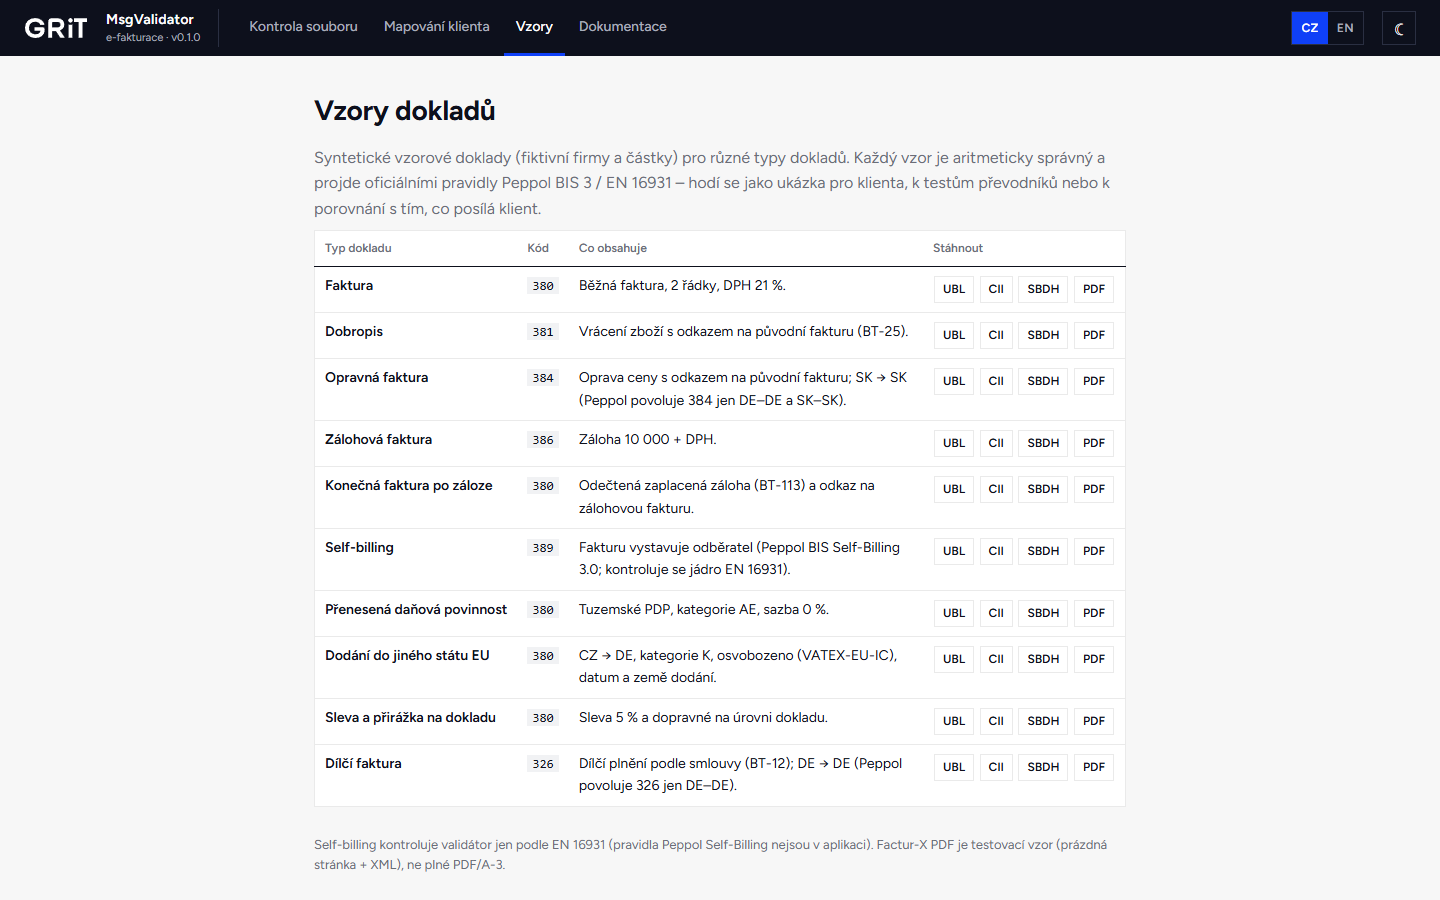 GRiT
MsgValidator
e-fakturace · v0.1.0
Kontrola souboru
Mapování klienta
Vzory
Dokumentace
CZ
EN
Vzory dokladů
Syntetické vzorové doklady (fiktivní firmy a částky) pro různé typy dokladů. Každý vzor je aritmeticky správný a
projde oficiálními pravidly Peppol BIS 3 / EN 16931 – hodí se jako ukázka pro klienta, k testům převodníků nebo k
porovnání s tím, co posílá klient.
Typ dokladu Kód Co obsahuje Stáhnout
Faktura 380 Běžná faktura, 2 řádky, DPH 21 %. UBL CII SBDH PDF
Dobropis 381 Vrácení zboží s odkazem na původní fakturu (BT-25). UBL CII SBDH PDF
Opravná faktura 384 Oprava ceny s odkazem na původní fakturu; SK → SK UBL CII SBDH PDF
(Peppol povoluje 384 jen DE–DE a SK–SK).
Zálohová faktura 386 Záloha 10 000 + DPH. UBL CII SBDH PDF
Konečná faktura po záloze 380 Odečtená zaplacená záloha (BT-113) a odkaz na UBL CII SBDH PDF
zálohovou fakturu.
Self-billing 389 Fakturu vystavuje odběratel (Peppol BIS Self-Billing UBL CII SBDH PDF
3.0; kontroluje se jádro EN 16931).
Přenesená daňová povinnost 380 Tuzemské PDP, kategorie AE, sazba 0 %. UBL CII SBDH PDF
Dodání do jiného státu EU 380 CZ → DE, kategorie K, osvobozeno (VATEX-EU-IC), UBL CII SBDH PDF
datum a země dodání.
Sleva a přirážka na dokladu 380 Sleva 5 % a dopravné na úrovni dokladu. UBL CII SBDH PDF
Dílčí faktura 326 Dílčí plnění podle smlouvy (BT-12); DE → DE (Peppol UBL CII SBDH PDF
povoluje 326 jen DE–DE).
Self-billing kontroluje validátor jen podle EN 16931 (pravidla Peppol Self-Billing nejsou v aplikaci). Factur-X PDF je testovací vzor (prázdná
stránka + XML), ne plné PDF/A-3.